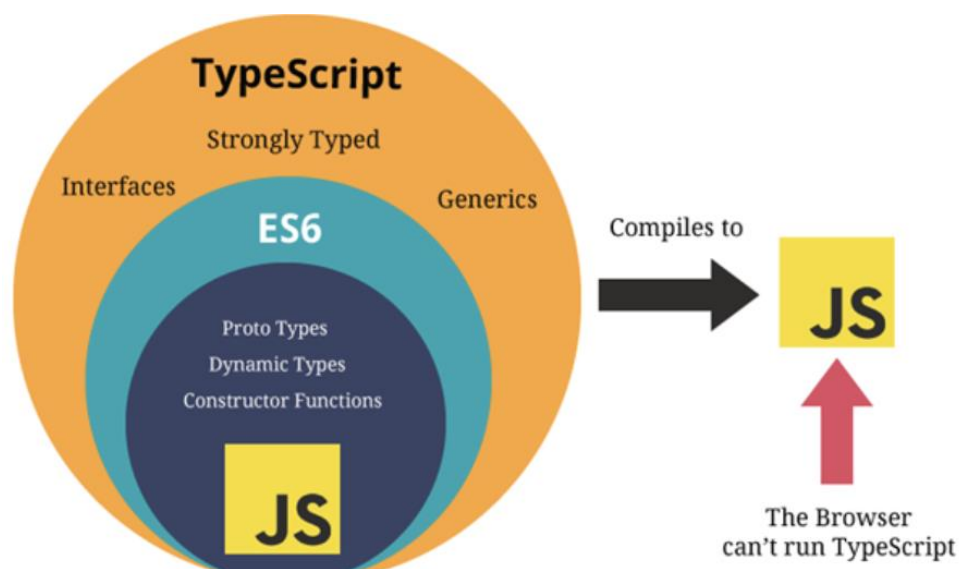 TypeScript
Strongly Typed
Interfaces
Generics
ES6
Proto Types
Dynamic Types
Constructor Functions
JS
Compiles to
JS
The Browser
can't run TypeScript